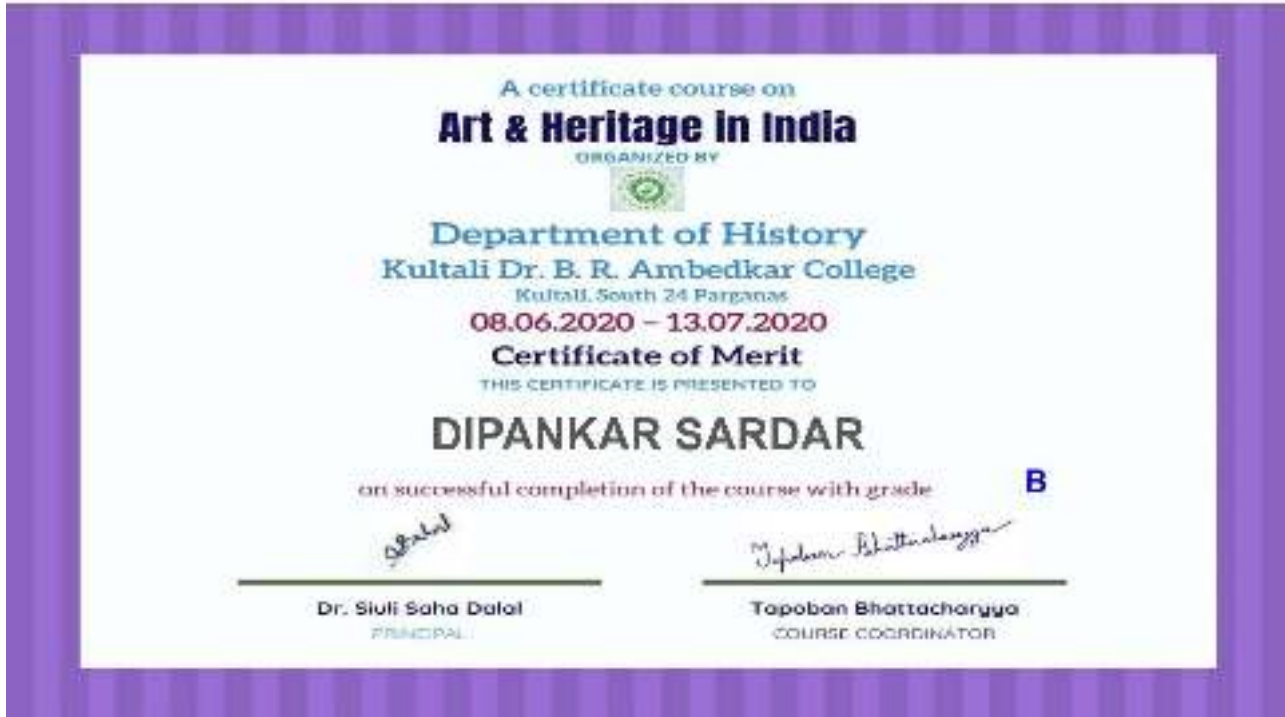 A certificate course on
Art & Heritage in India
ORGANIZED BY
Department of History
Kultali Dr. B. R. Ambedkar College
Kultali, South 24 Parganas
08.06.2020 – 13.07.2020
Certificate of Merit
THIS CERTIFICATE IS PRESENTED TO
DIPANKAR SARDAR
on successful completion of the course with grade B
Tapoban Bhattacharyya
Dr. Siuli Saha Dalal
Tapoban Bhattacharyya
PRINCIPAL
COURSE COORDINATOR